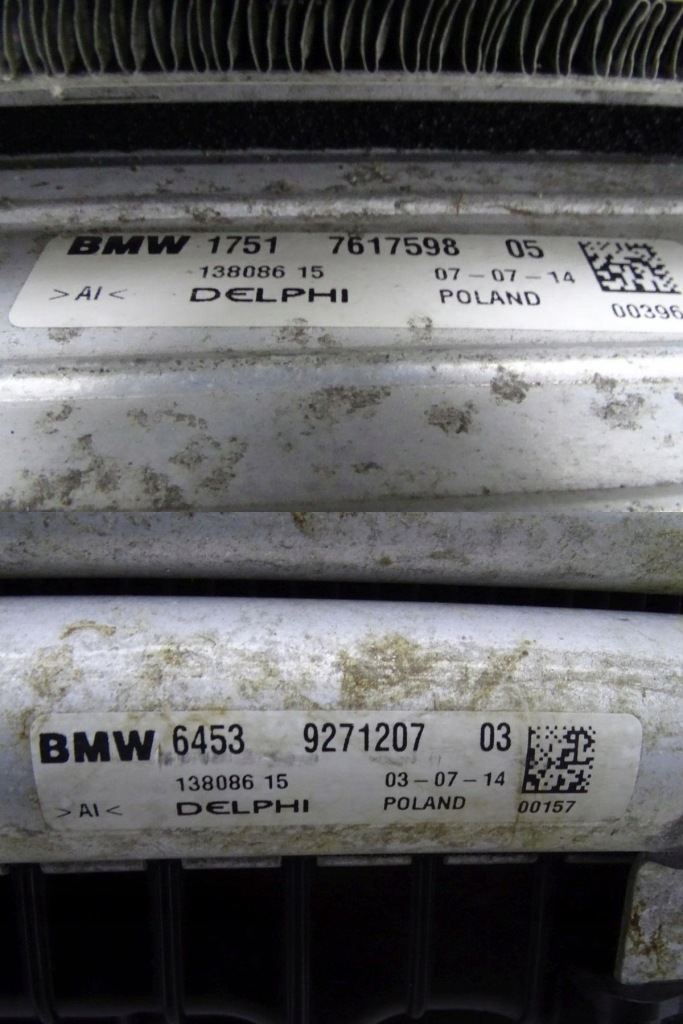 BMW 1751 7617598 05
138086 15 07-07-14
>Al< DELPHI POLAND 00396
BMW 6453 9271207 03
138086 15 03-07-14
>Al< DELPHI POLAND 00157